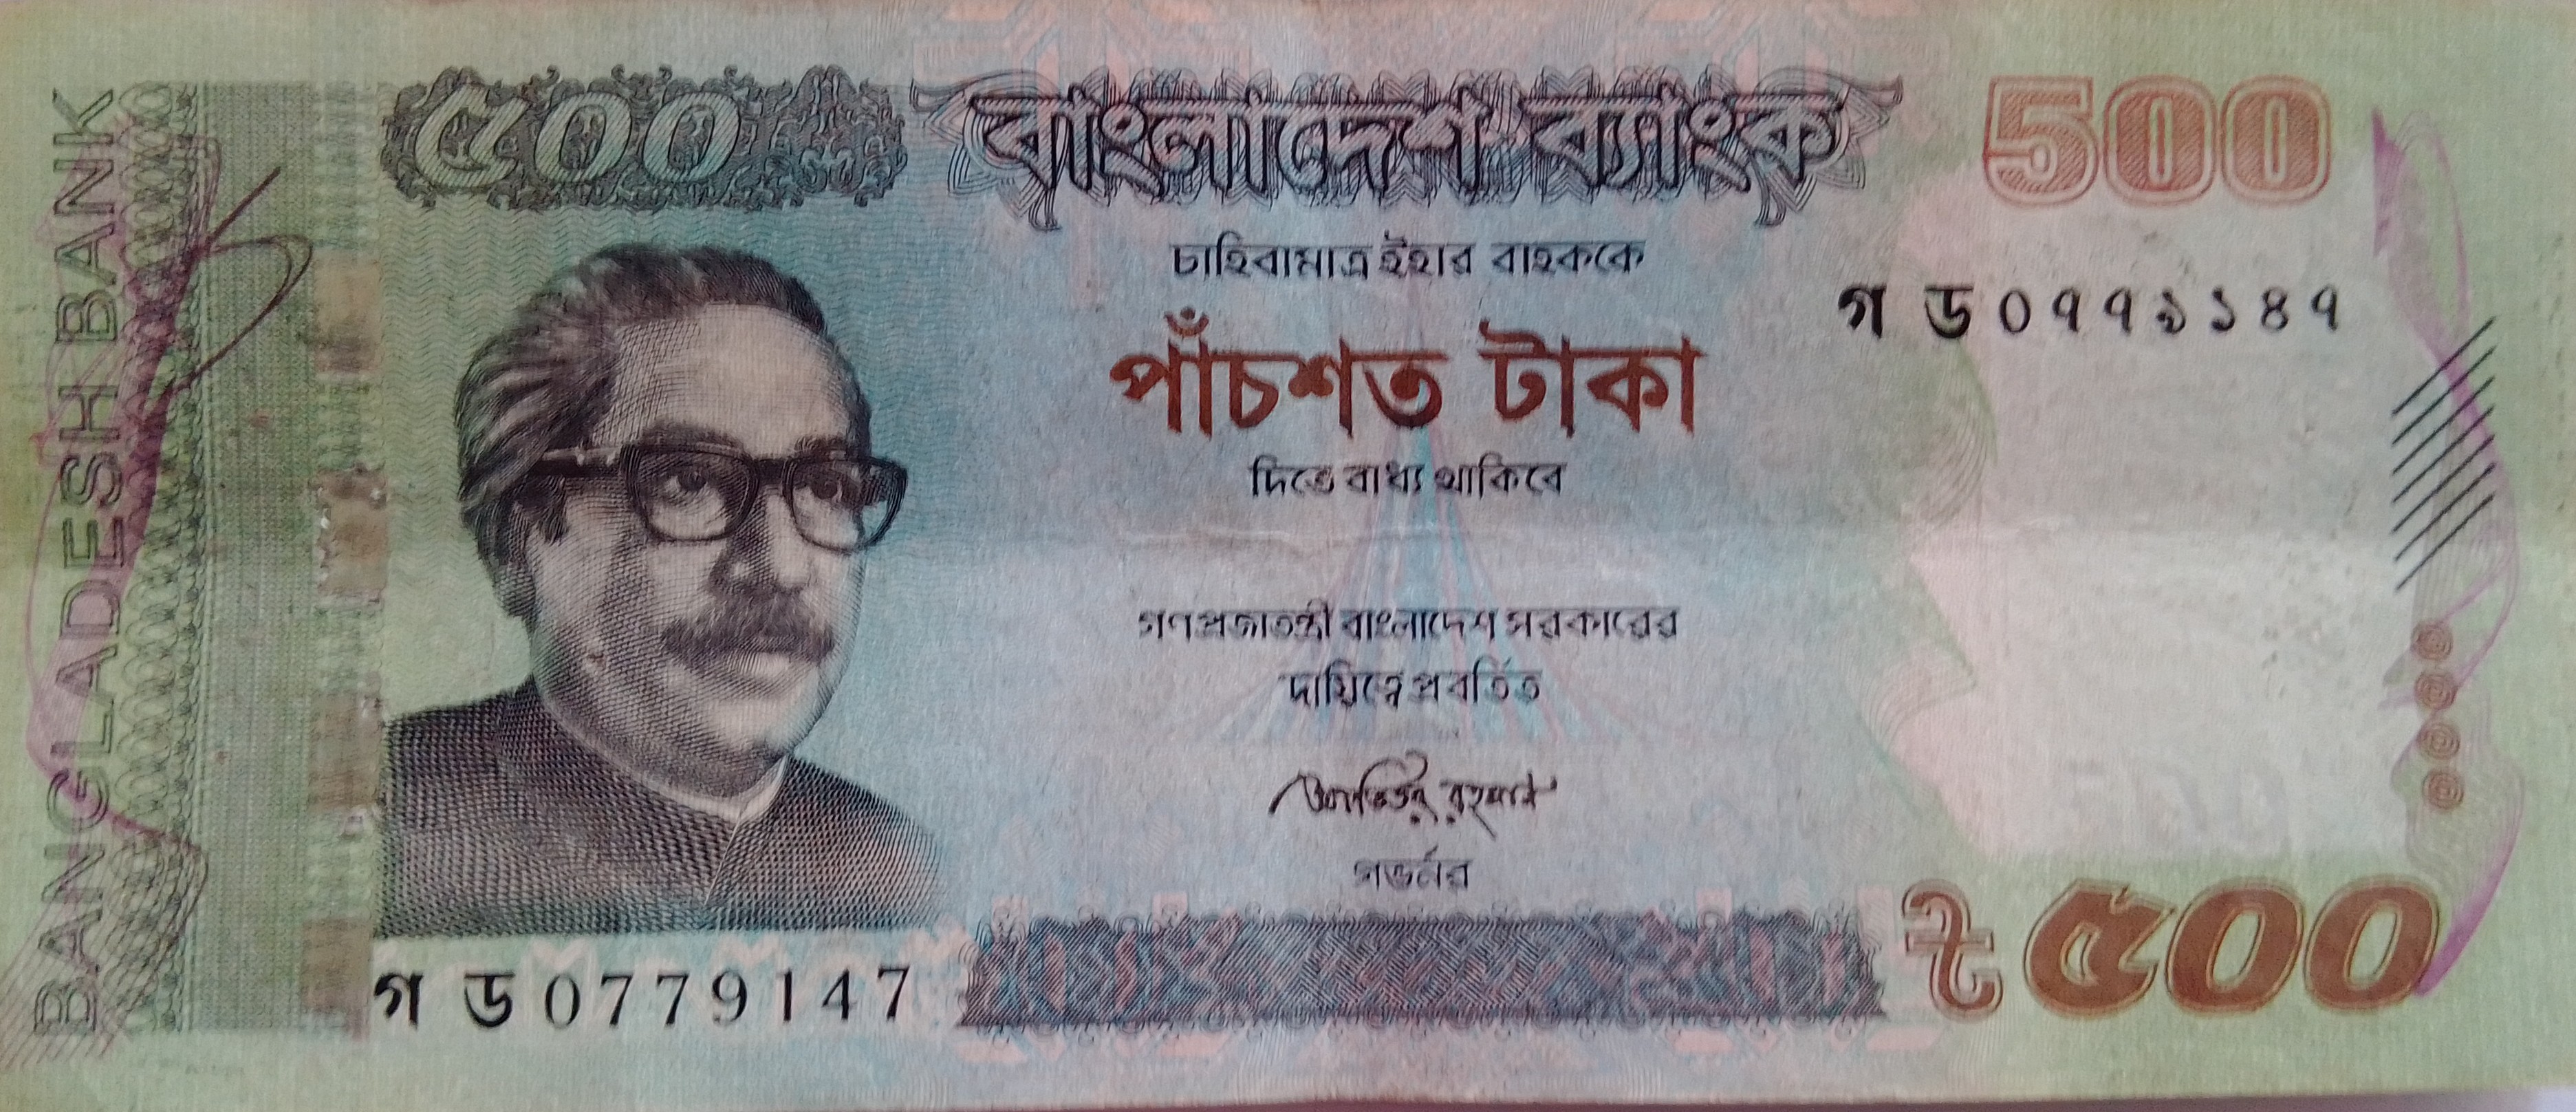 BANGLADESH BANK
৫০০
বাংলাদেশ ব্যাংক
500
চাহিবামাত্র ইহার বাহককে
গ ড ০৭৭৯১৪৭
পাঁচশত টাকা
দিতে বাধ্য থাকিবে
গণপ্রজাতন্ত্রী বাংলাদেশ সরকারের
দায়িত্বে প্রবর্তিত
আতিউর রহমান
গভর্নর
গ ড 0779147
৳ ৫০০